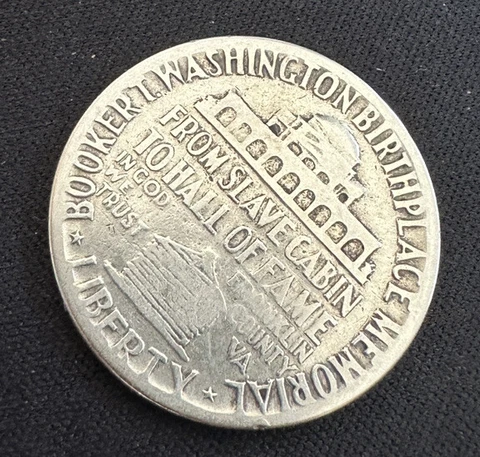 BOOKER T. WASHINGTON BIRTHPLACE MEMORIAL
LIBERTY
FROM SLAVE CABIN
TO HALL OF FAME
IN GOD
WE
TRUST
FRANKLIN
COUNTY
VA